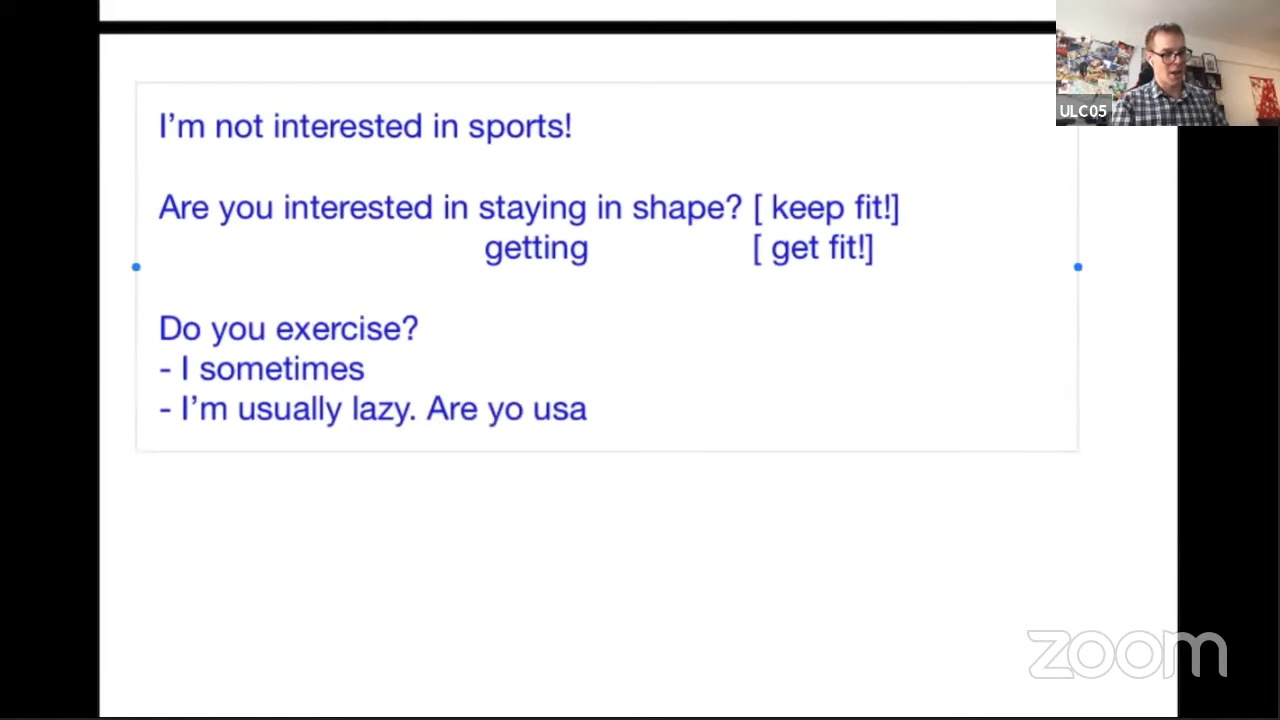 I'm not interested in sports!
Are you interested in staying in shape? [ keep fit!]
getting [ get fit!]
Do you exercise?
- I sometimes
- I'm usually lazy. Are yo usa
ULC05
zoom